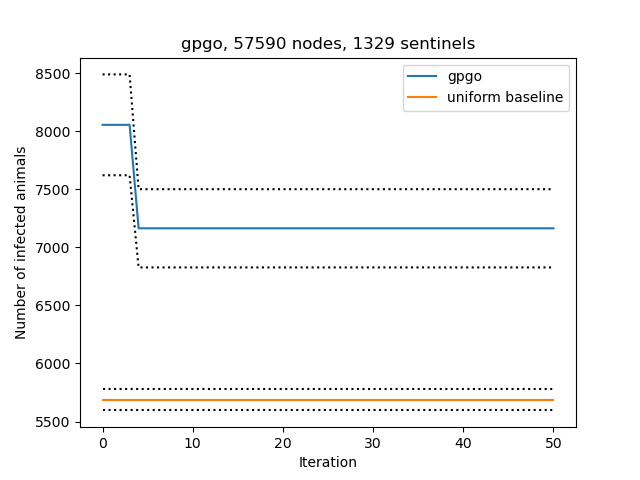 gpgo, 57590 nodes, 1329 sentinels
gpgo
uniform baseline
Number of infected animals
8500
8000
7500
7000
6500
6000
5500
0 10 20 30 40 50
Iteration